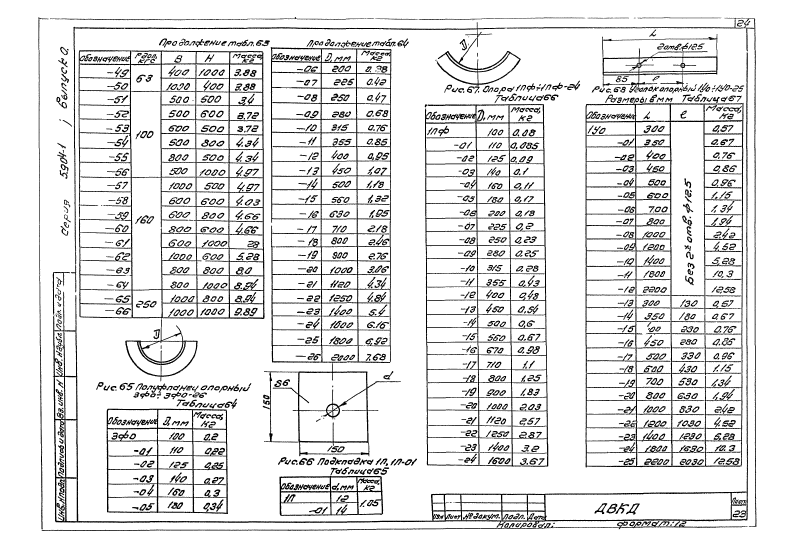 24
Серия 5.904-1 выпуск 0
Продолжение табл. 63
Обозначение Рдоп. кгс B H Масса, кг
-49 63 400 1000 3.88
-50 1000 400 3.88
-51 100 500 500 3,4
-52 500 600 3,72
-53 600 500 3.72
-54 500 800 4,34
-55 800 500 4,34
-56 500 1000 4,97
-57 1000 500 4,97
-58 160 600 600 4.03
-59 600 800 4.66
-60 800 600 4,66
-61 600 1000 28
-62 1000 600 5.28
-63 800 800 8.0
-64 800 1000 8,94
-65 250 1000 800 8,94
-66 1000 1000 9.89
D
Рис. 65 Полуфланец опорный
3ФО÷3ФО-26
Таблица 64
Обозначение D, мм Масса, кг
3ФО 100 0,2
-01 110 0,22
-02 125 0,25
-03 140 0,27
-04 160 0,3
-05 180 0,34
Продолжение табл. 64
Обозначение D, мм Масса, кг
-06 200 0,38
-07 225 0,42
-08 250 0,47
-09 280 0,68
-10 315 0,76
-11 355 0,85
-12 400 0,95
-13 450 1,07
-14 500 1,18
-15 560 1,32
-16 630 1,95
-17 710 2.18
-18 800 2,46
-19 900 2.76
-20 1000 3.06
-21 1120 4.34
-22 1250 4.84
-23 1400 5.4
-24 1600 6.16
-25 1800 6,92
-26 2000 7.68
S6
d
150
150
Рис.66 Подкладка 1П, 1П-01
Таблица 65
Обозначение d, мм Масса, кг
1П 12 1.05
-01 14
D
Рис. 67. Опора 1ПФ÷1ПФ-24
Таблица 66
Обозначение D, мм Масса, кг
1ПФ 100 0,08
-01 110 0,085
-02 125 0,09
-03 140 0.1
-04 160 0,11
-05 180 0,17
-06 200 0,18
-07 225 0,2
-08 250 0,23
-09 280 0.25
-10 315 0,28
-11 355 0,43
-12 400 0,48
-13 450 0,54
-14 500 0,6
-15 560 0,67
-16 630 0,98
-17 710 1,1
-18 800 1,25
-19 900 1,83
-20 1000 2,03
-21 1120 2,57
-22 1250 2.87
-23 1400 3.2
-24 1600 3.67
L
2 отв. ф12.5
85 ℓ
Рис. 68 Уголок опорный 1УО÷1УО-25
Размеры в мм Таблица 67
Обозначение L ℓ Масса, кг
1УО 300 Без 2х отв. ф12,5 0,57
-01 350 0,67
-02 400 0,76
-03 450 0,86
-04 500 0,96
-05 600 1,15
-06 700 1,34
-07 800 1,94
-08 1000 2,42
-09 1200 4,52
-10 1400 5,28
-11 1800 10,3
-12 2200 12.58
-13 300 130 0,57
-14 350 180 0,67
-15 400 230 0.76
-16 450 280 0,86
-17 500 330 0,96
-18 600 430 1.15
-19 700 530 1,34
-20 800 630 1,94
-21 1000 830 2,42
-22 1200 1030 4,52
-23 1400 1230 5,28
-24 1800 1630 10.3
-25 2200 2030 12.58
Инв. № подл. Подпись и дата Вз. инв. № Инв. № дубл. Подп. и дата
Изм Лист № докум. Подп. Дата
ДВКД
Лист
23
Копировал: формат: 12